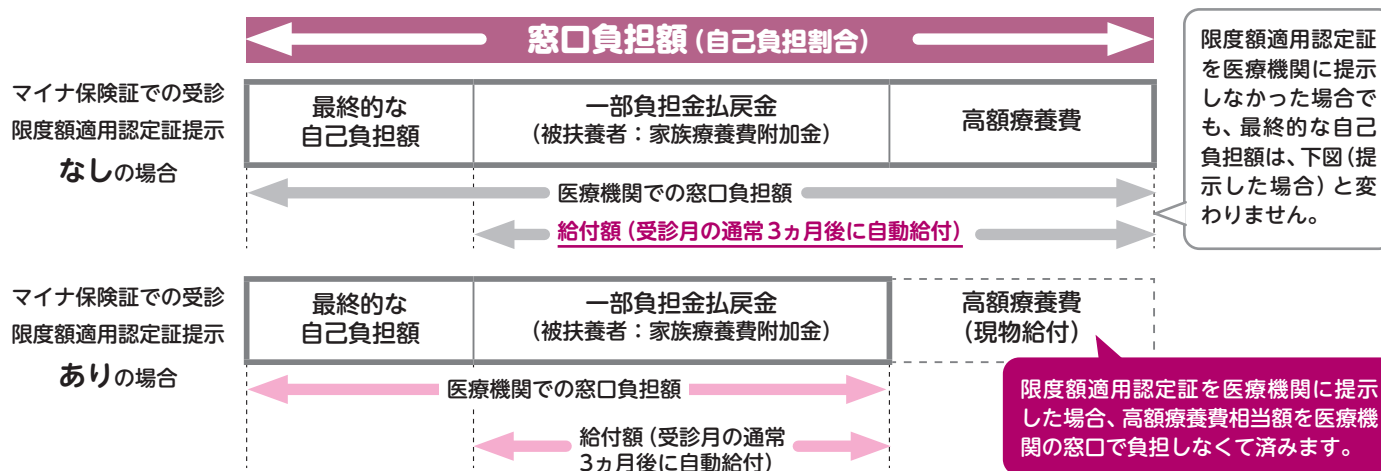 窓口負担額(自己負担割合)
限度額適用認定証
を医療機関に提示
しなかった場合で
も、最終的な自己
負担額は、下図(提
示した場合)と変
わりません。
マイナ保険証での受診
限度額適用認定証提示
なしの場合
最終的な
自己負担額
一部負担金払戻金
(被扶養者:家族療養費附加金)
高額療養費
医療機関での窓口負担額
給付額(受診月の通常3ヵ月後に自動給付)
マイナ保険証での受診
限度額適用認定証提示
ありの場合
最終的な
自己負担額
一部負担金払戻金
(被扶養者:家族療養費附加金)
高額療養費
(現物給付)
医療機関での窓口負担額
給付額(受診月の通常
3ヵ月後に自動給付)
限度額適用認定証を医療機関に提示
した場合、高額療養費相当額を医療機
関の窓口で負担しなくて済みます。